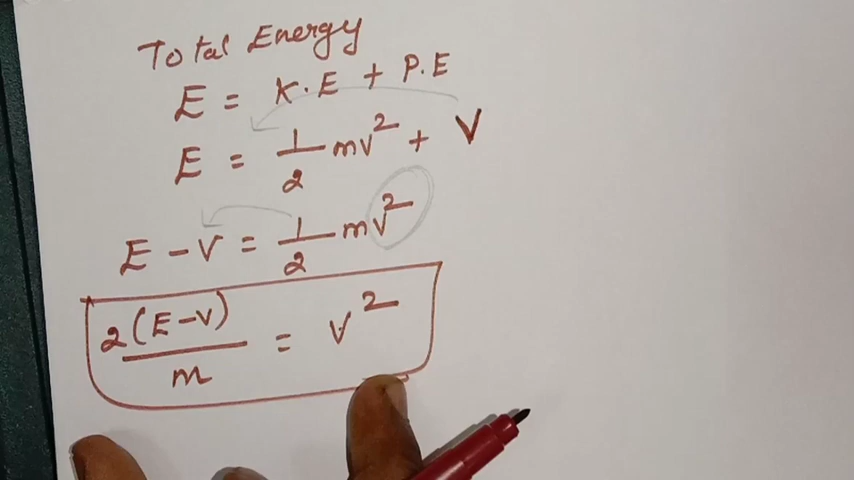 Total Energy
E = K.E + P.E
E = 1/2 mv² + V
E - V = 1/2 mv²
2(E-V)/m = v²